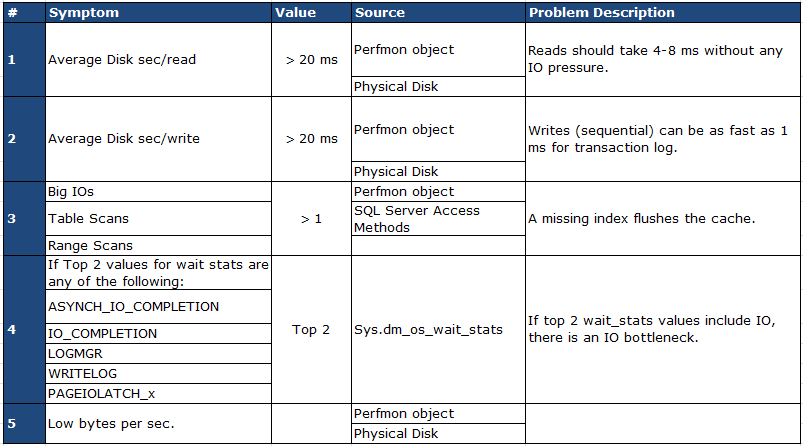 # Symptom Value Source Problem Description
1 Average Disk sec/read > 20 ms Perfmon object Reads should take 4-8 ms without any
IO pressure.
Physical Disk
2 Average Disk sec/write > 20 ms Perfmon object Writes (sequential) can be as fast as 1
ms for transaction log.
Physical Disk
3 Big IOs > 1 Perfmon object A missing index flushes the cache.
Table Scans SQL Server Access
Methods
Range Scans
4 If Top 2 values for wait stats are
any of the following:
ASYNCH_IO_COMPLETION
IO_COMPLETION
LOGMGR
WRITELOG
PAGEIOLATCH_x
Top 2
Sys.dm_os_wait_stats
If top 2 wait_stats values include IO,
there is an IO bottleneck.
5 Low bytes per sec. Perfmon object
Physical Disk